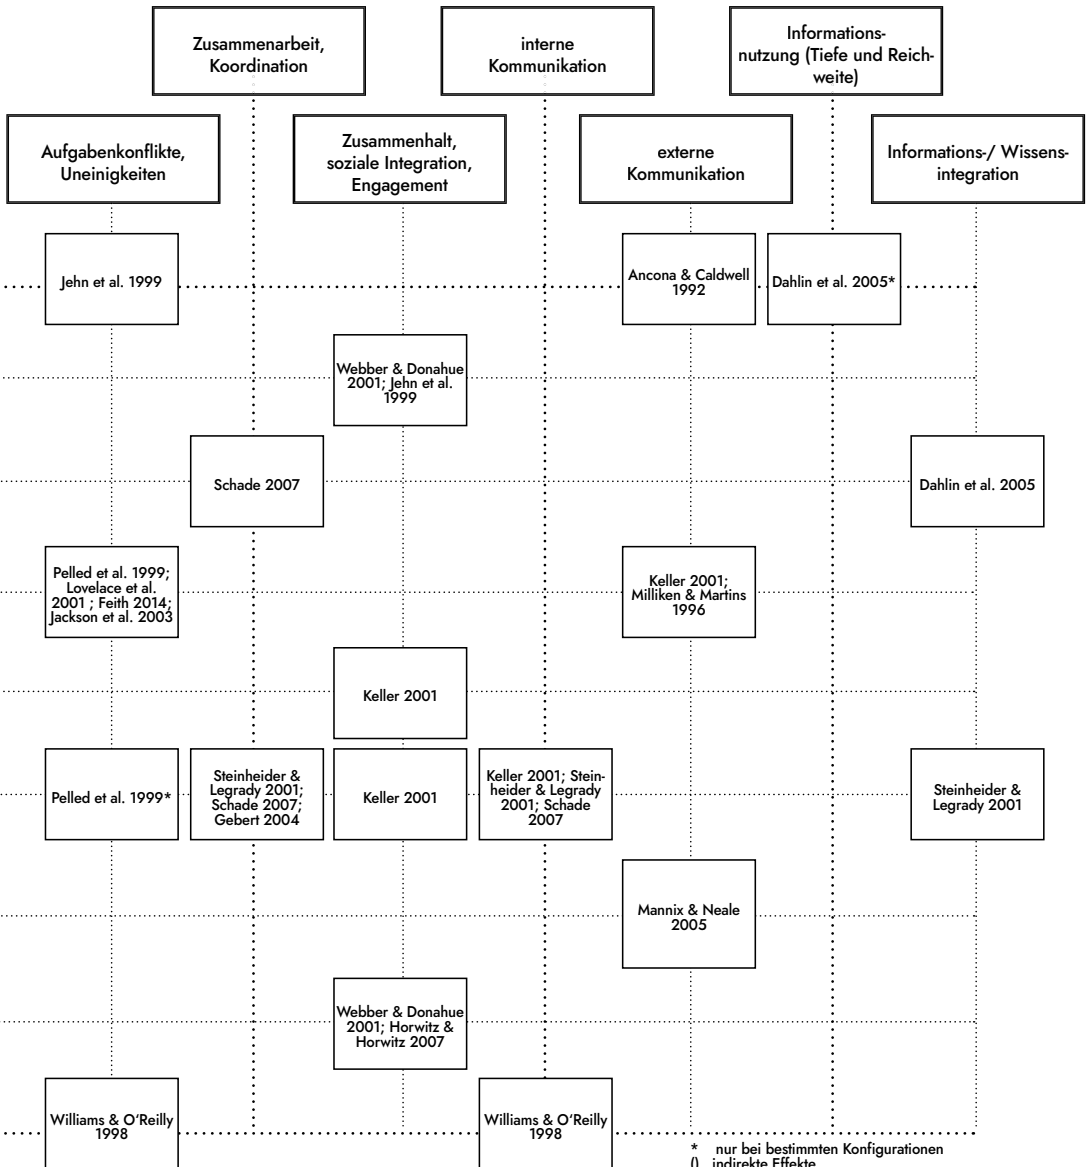 Zusammenarbeit,
Koordination
interne
Kommunikation
Informations-
nutzung (Tiefe und Reich-
weite)
Aufgabenkonflikte,
Uneinigkeiten
Zusammenhalt,
soziale Integration,
Engagement
externe
Kommunikation
Informations-/ Wissens-
integration
Jehn et al. 1999
Ancona & Caldwell
1992
Dahlin et al. 2005*
Webber & Donahue
2001; Jehn et al.
1999
Schade 2007
Dahlin et al. 2005
Pelled et al. 1999;
Lovelace et al.
2001 ; Feith 2014;
Jackson et al. 2003
Keller 2001;
Milliken & Martins
1996
Keller 2001
Pelled et al. 1999*
Steinheider &
Legrady 2001;
Schade 2007;
Gebert 2004
Keller 2001
Keller 2001; Stein-
heider & Legrady
2001; Schade
2007
Steinheider &
Legrady 2001
Mannix & Neale
2005
Webber & Donahue
2001; Horwitz &
Horwitz 2007
Williams & O'Reilly
1998
Williams & O'Reilly
1998
* nur bei bestimmten Konfigurationen
() indirekte Effekte